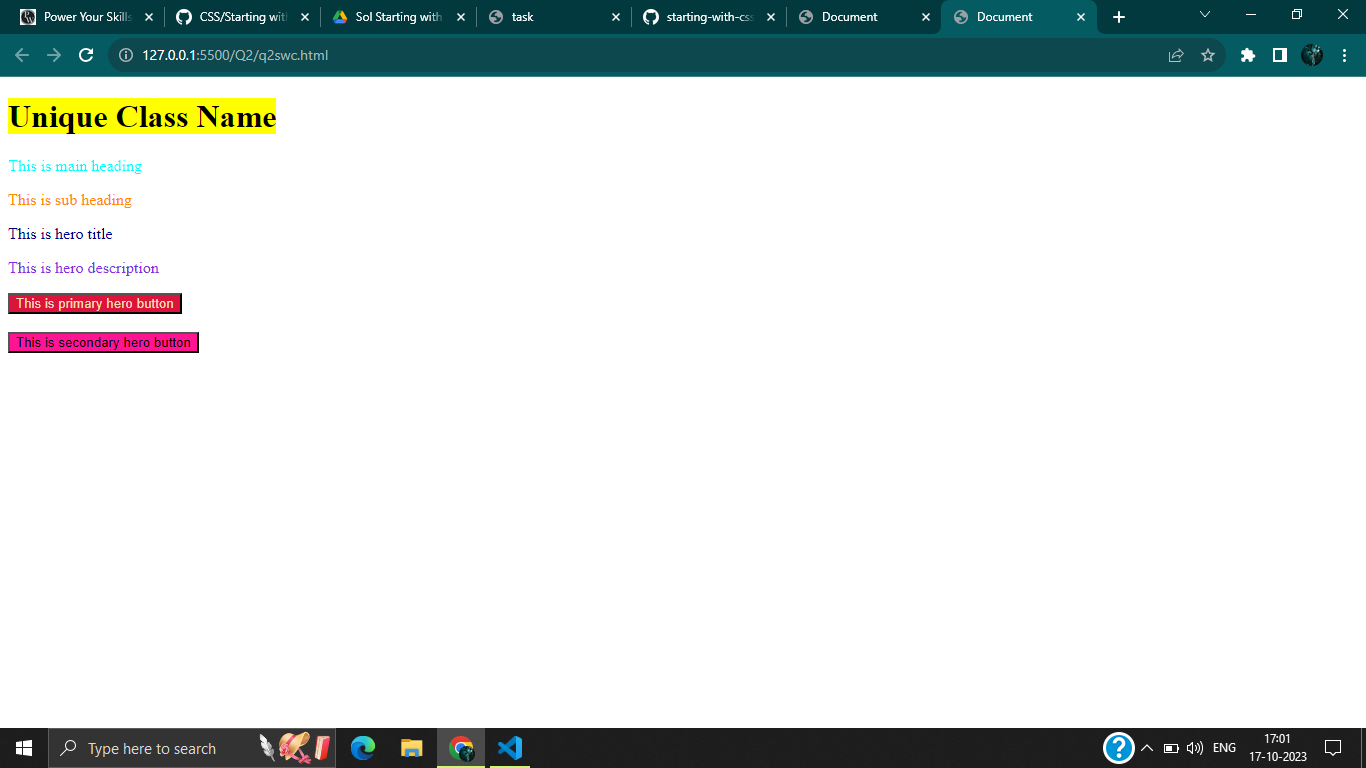 Power Your Skills
CSS/Starting with
Sol Starting with
task
starting-with-css
Document
Document
127.0.0.1:5500/Q2/q2swc.html
Unique Class Name
This is main heading
This is sub heading
This is hero title
This is hero description
This is primary hero button
This is secondary hero button
Type here to search
?
ENG
17:01
17-10-2023